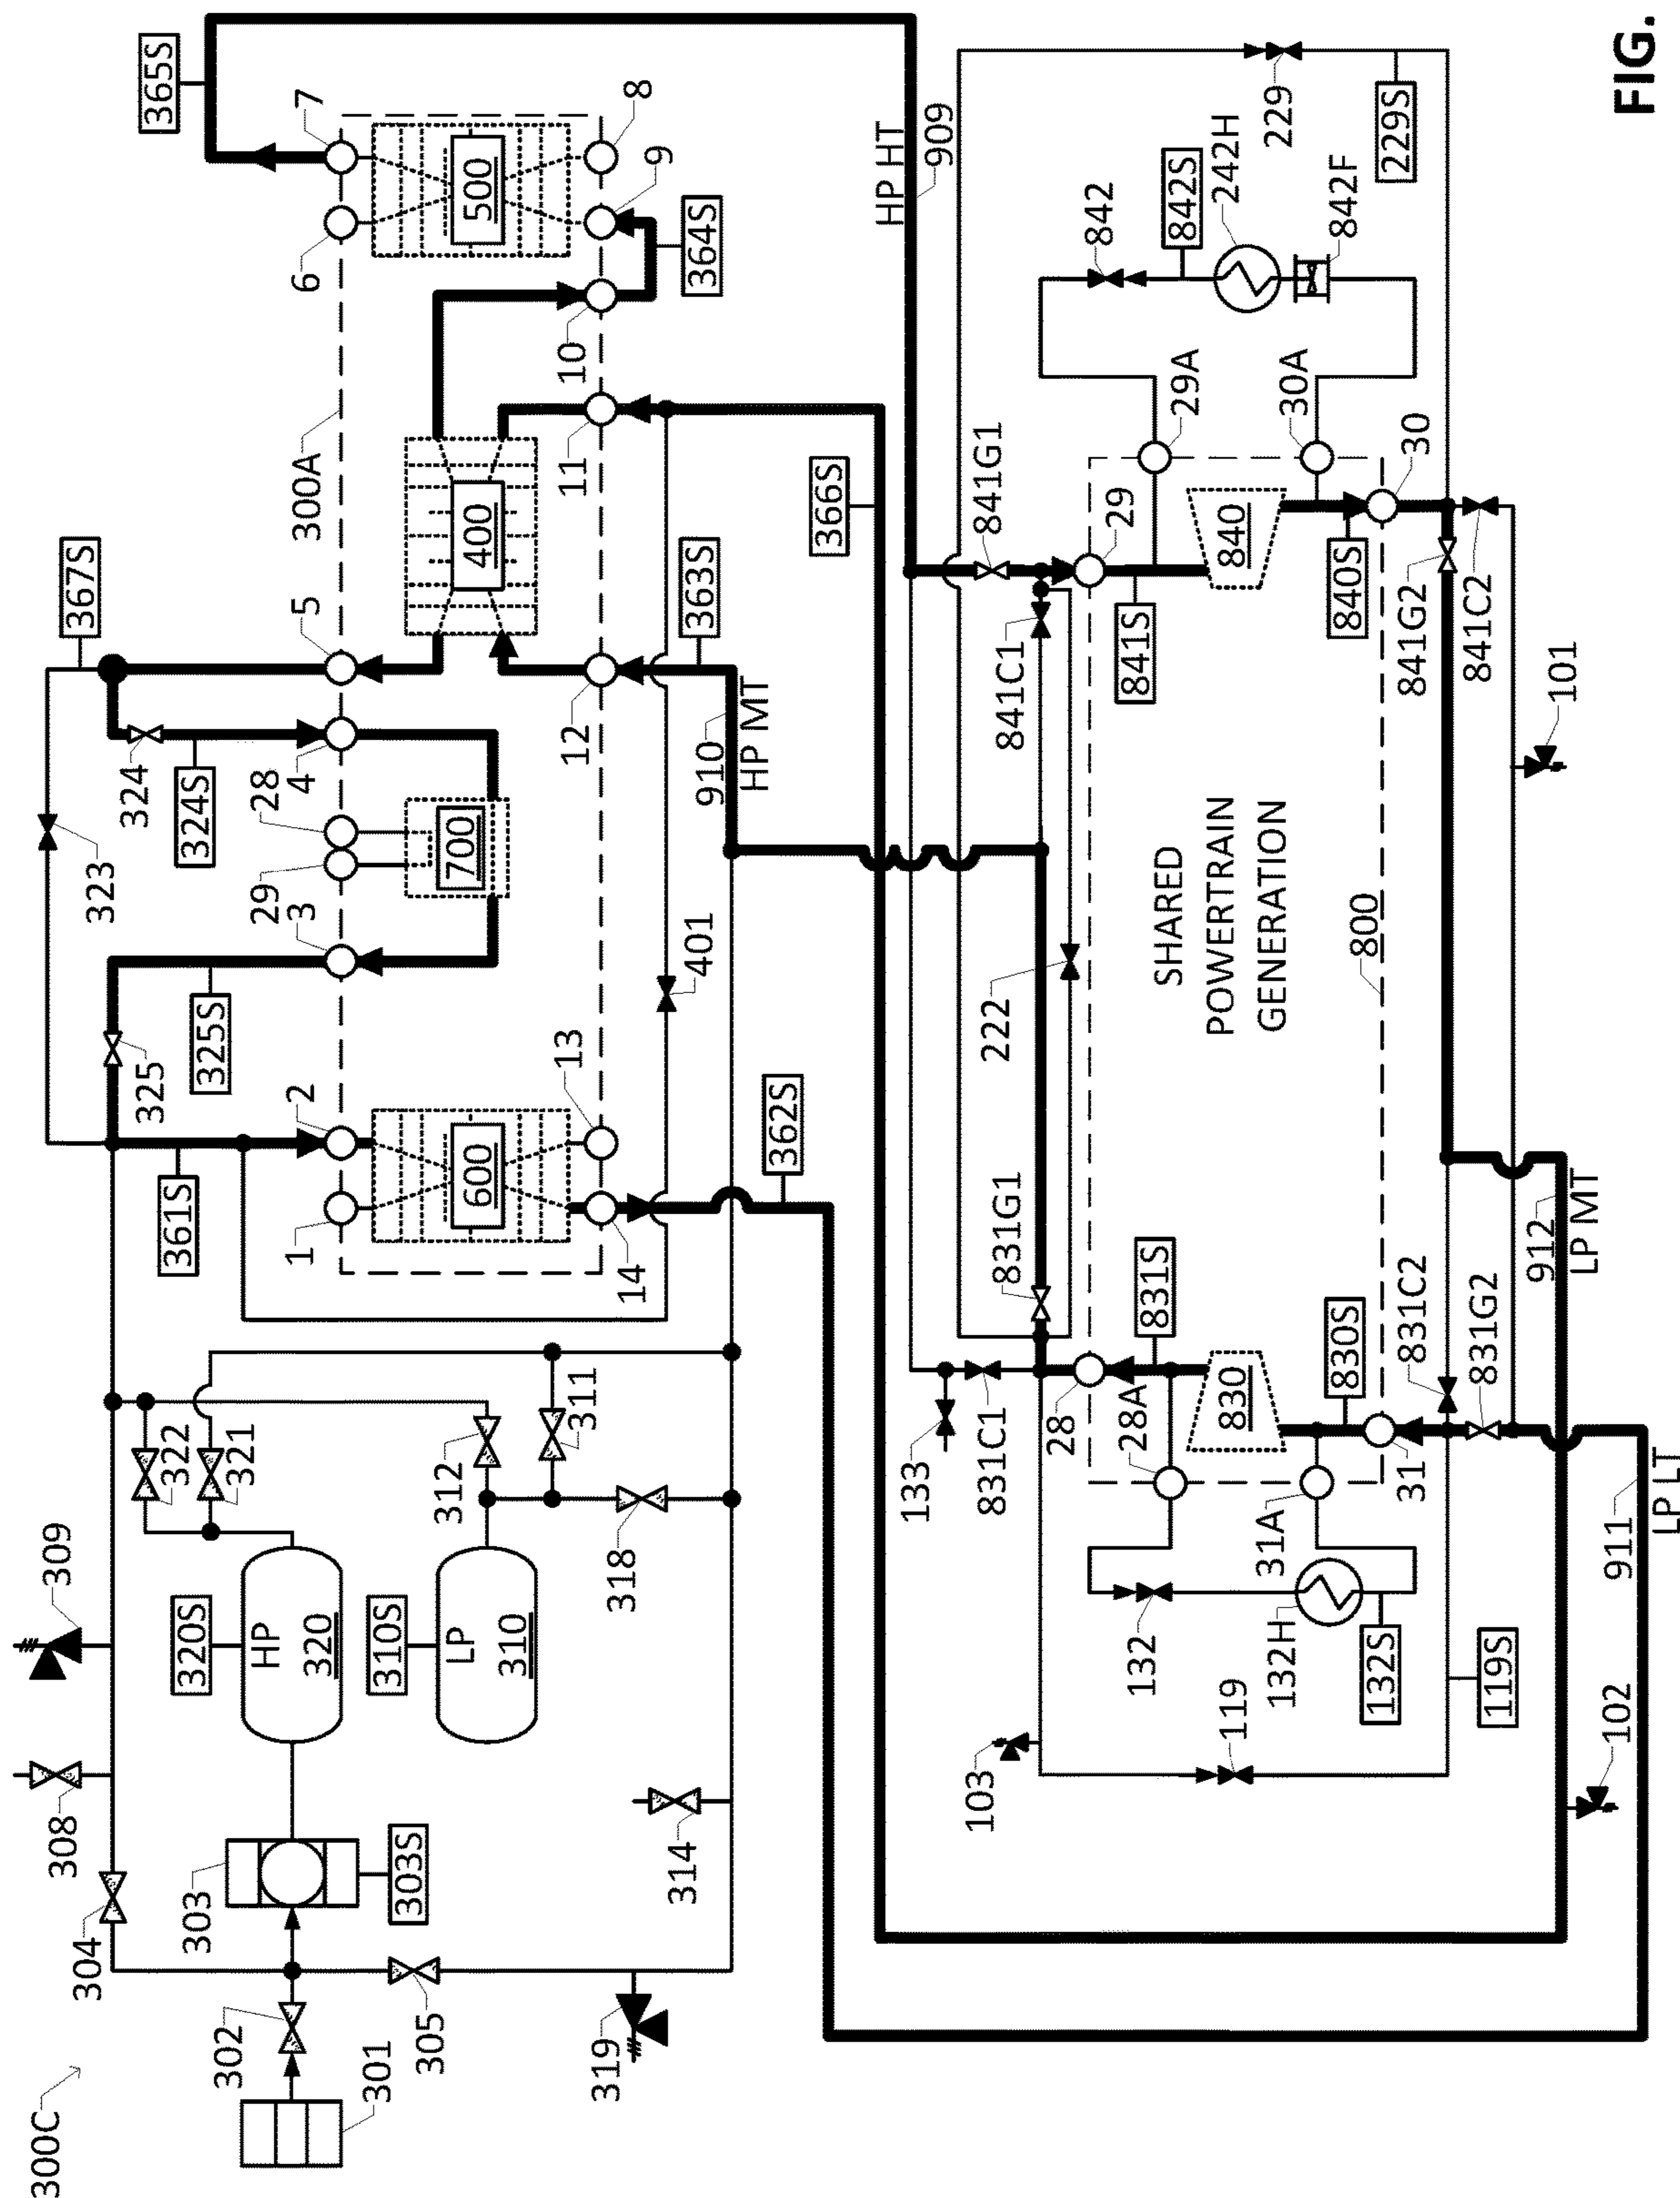 300C
365S
7
6
500
8
9
364S
10
300A
HP HT
909
229
229S
842
842S
242H
842F
29A
30A
30
367S
5
400
11
366S
841G1
29
840
840S
841S
841G2
841C2
101
363S
12
910
HP MT
841C1
323
324
324S
28
4
29
3
700
401
222
SHARED
POWERTRAIN
GENERATION
800
325
325S
2
13
361S
1
600
14
362S
831G1
831S
28
28A
830
830S
31
831C2
831G2
912
LP MT
133
831C1
322
321
312
311
318
309
320S
HP
320
310S
LP
310
31A
132
132H
132S
119
119S
103
102
911
LP LT
308
304
303
303S
314
302
301
305
319
FIG.